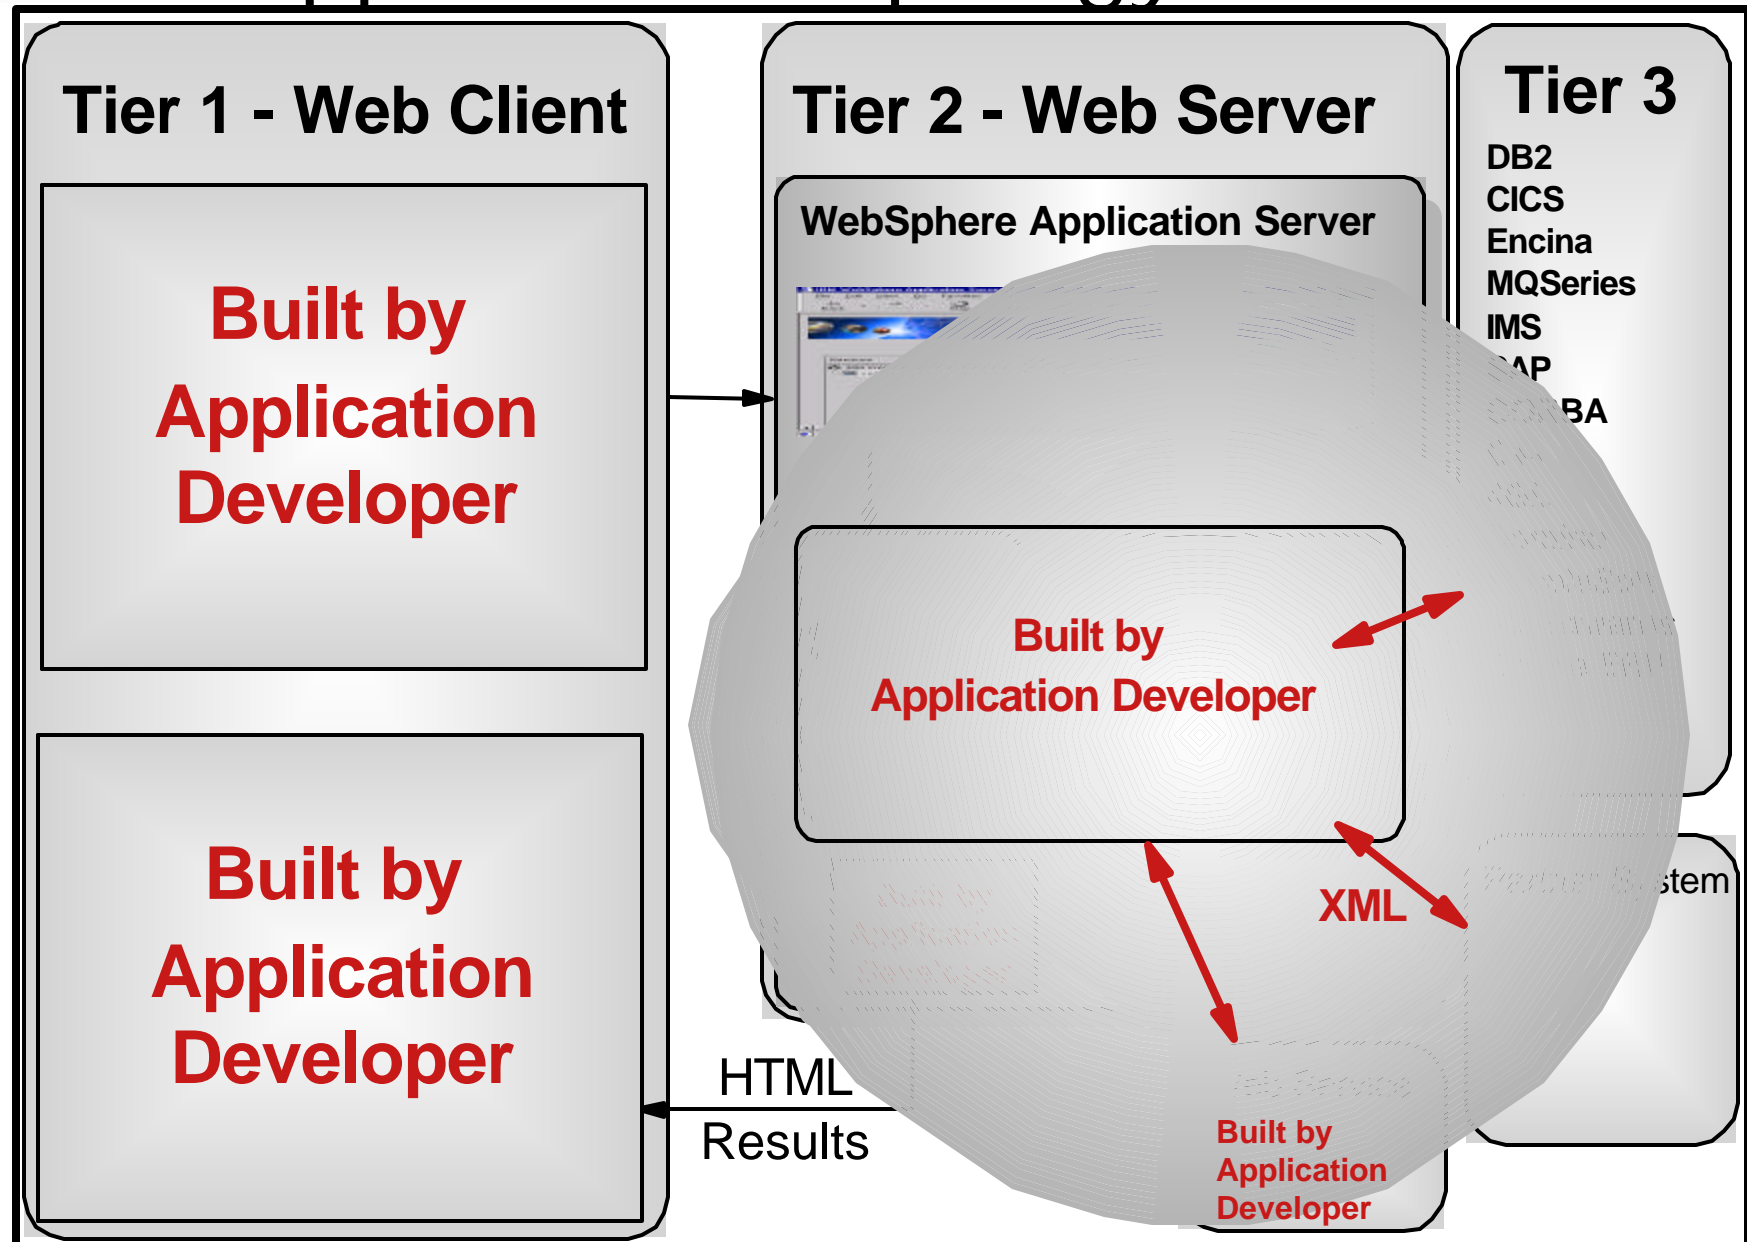 Tier 1 - Web Client
Built by
Application
Developer
Built by
Application
Developer
HTML
Results
Tier 2 - Web Server
WebSphere Application Server
Built by
Application Developer
XML
Built by
Application
Developer
Tier 3
DB2
CICS
Encina
MQSeries
IMS